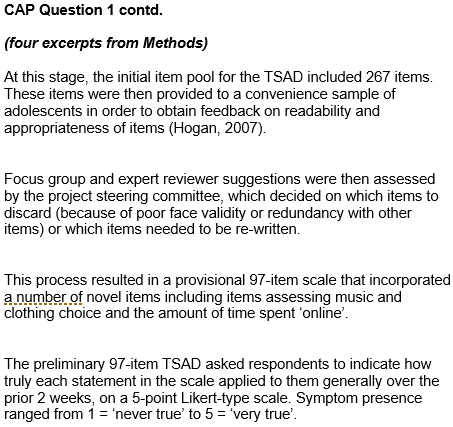 CAP Question 1 contd.
(four excerpts from Methods)
At this stage, the initial item pool for the TSAD included 267 items.
These items were then provided to a convenience sample of
adolescents in order to obtain feedback on readability and
appropriateness of items (Hogan, 2007).
Focus group and expert reviewer suggestions were then assessed
by the project steering committee, which decided on which items to
discard (because of poor face validity or redundancy with other
items) or which items needed to be re-written.
This process resulted in a provisional 97-item scale that incorporated
a number of novel items including items assessing music and
clothing choice and the amount of time spent ‘online’.
The preliminary 97-item TSAD asked respondents to indicate how
truly each statement in the scale applied to them generally over the
prior 2 weeks, on a 5-point Likert-type scale. Symptom presence
ranged from 1 = ‘never true’ to 5 = ‘very true’.